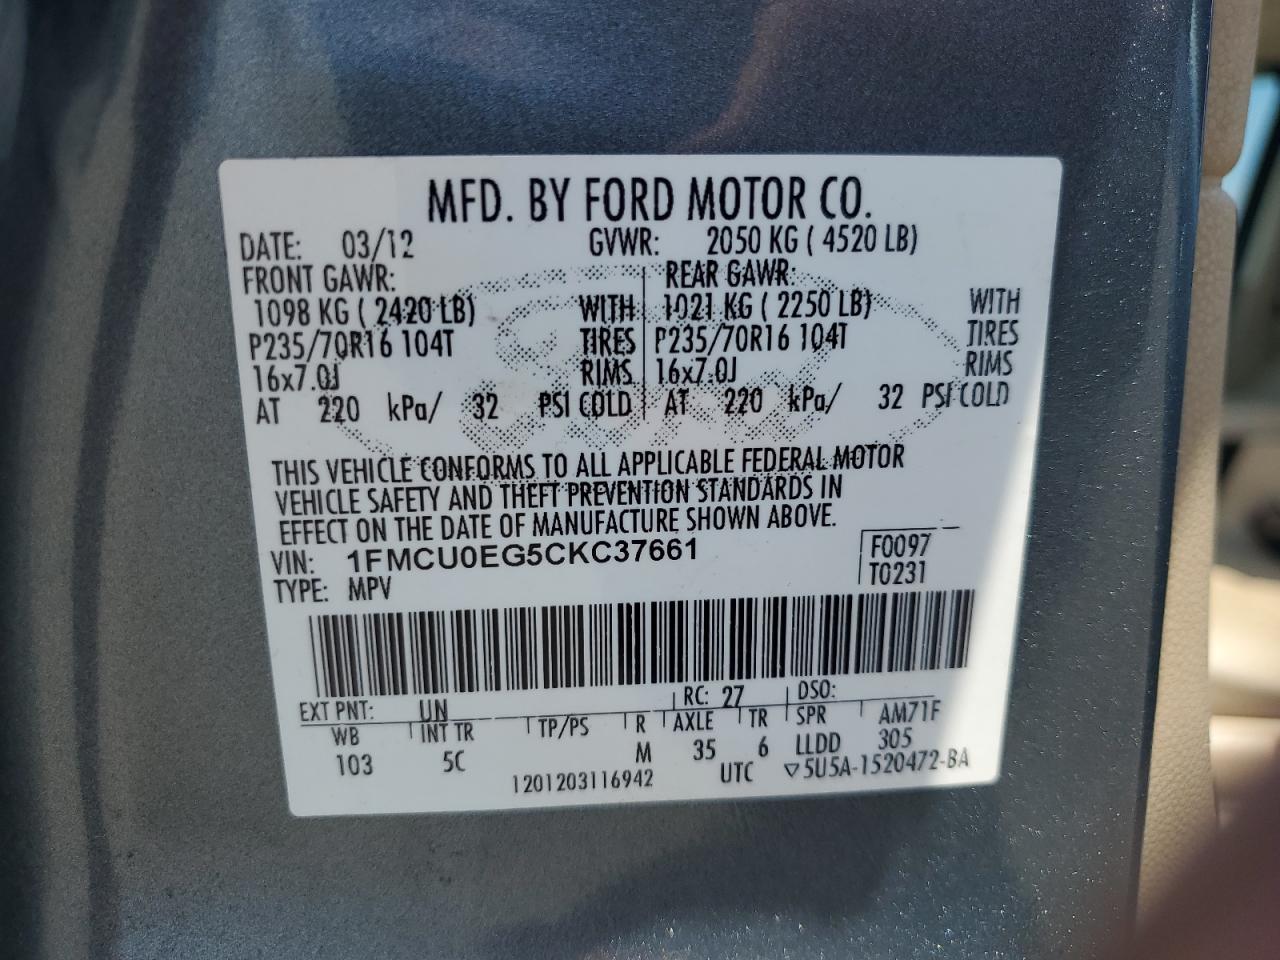 MFD. BY FORD MOTOR CO.
DATE: 03/12 GVWR: 2050 KG ( 4520 LB)
FRONT GAWR: REAR GAWR:
1098 KG ( 2420 LB) WITH 1021 KG ( 2250 LB) WITH
P235/70R16 104T TIRES P235/70R16 104T TIRES
16x7.0J RIMS 16x7.0J RIMS
AT 220 kPa/ 32 PSI COLD AT 220 kPa/ 32 PSI COLD
THIS VEHICLE CONFORMS TO ALL APPLICABLE FEDERAL MOTOR
VEHICLE SAFETY AND THEFT PREVENTION STANDARDS IN
EFFECT ON THE DATE OF MANUFACTURE SHOWN ABOVE.
VIN: 1FMCU0EG5CKC37661 F0097
TYPE: MPV T0231
EXT PNT: UN RC: 27 DSO:
WB INT TR TP/PS R AXLE TR SPR AM71F
103 5C M 35 6 LLDD 305
1201203116942 UTC ▽5U5A-1520472-BA